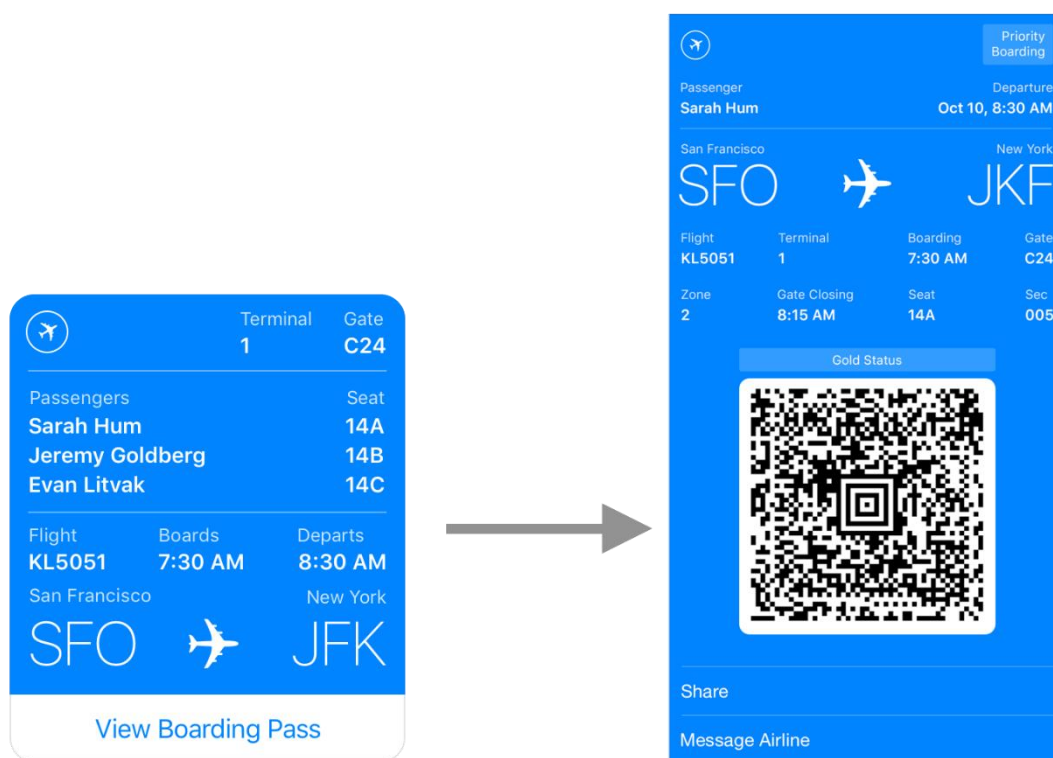 Terminal Gate
1 C24
Passengers Seat
Sarah Hum 14A
Jeremy Goldberg 14B
Evan Litvak 14C
Flight Boards Departs
KL5051 7:30 AM 8:30 AM
San Francisco New York
SFO JFK
View Boarding Pass
Priority
Boarding
Passenger Departure
Sarah Hum Oct 10, 8:30 AM
San Francisco New York
SFO JKF
Flight Terminal Boarding Gate
KL5051 1 7:30 AM C24
Zone Gate Closing Seat Sec
2 8:15 AM 14A 005
Gold Status
Share
Message Airline